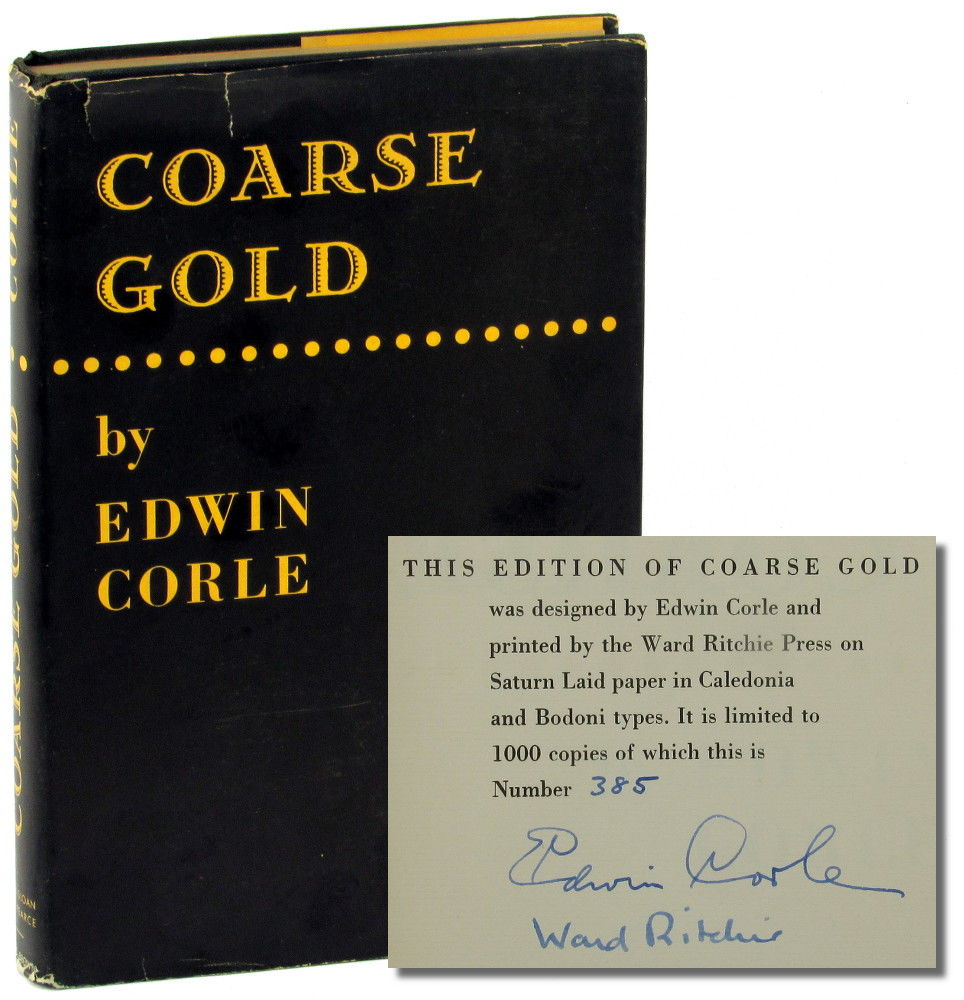 COARSE
GOLD
by
EDWIN
CORLE
COARSE GOLD : CORLE
THIS EDITION OF COARSE GOLD
was designed by Edwin Corle and
printed by the Ward Ritchie Press on
Saturn Laid paper in Caledonia
and Bodoni types. It is limited to
1000 copies of which this is
Number 385
Edwin Corle
Ward Ritchie